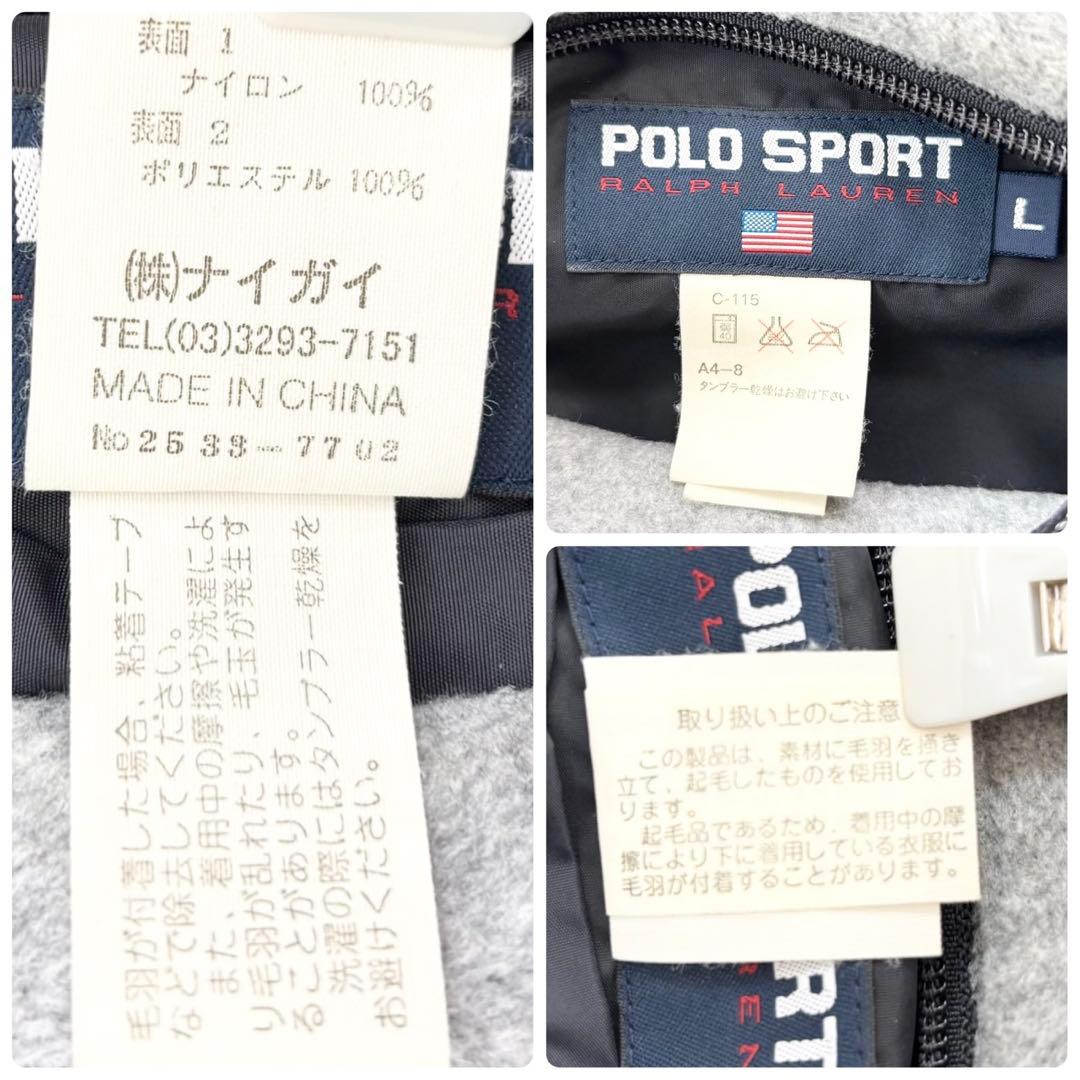 表面 1
ナイロン 100%
表面 2
ポリエステル 100%
(株)ナイガイ
TEL(03)3293-7151
MADE IN CHINA
No 2533-7702
毛羽が付着した場合、粘着テープ
などで除去してください。
また、着用中の摩擦や洗濯によ
り毛羽が乱れたり、毛玉が発生す
ることがあります。
洗濯の際にはタンブラー乾燥を
お避けください。
POLO SPORT
RALPH LAUREN
L
C-115
弱
40
A4-8
タンブラー乾燥はお避け下さい
取り扱い上のご注意
この製品は、素材に毛羽を掻き
立て、起毛したものを使用してお
ります。
起毛品であるため、着用中の摩
擦により下に着用している衣服に
毛羽が付着することがあります。